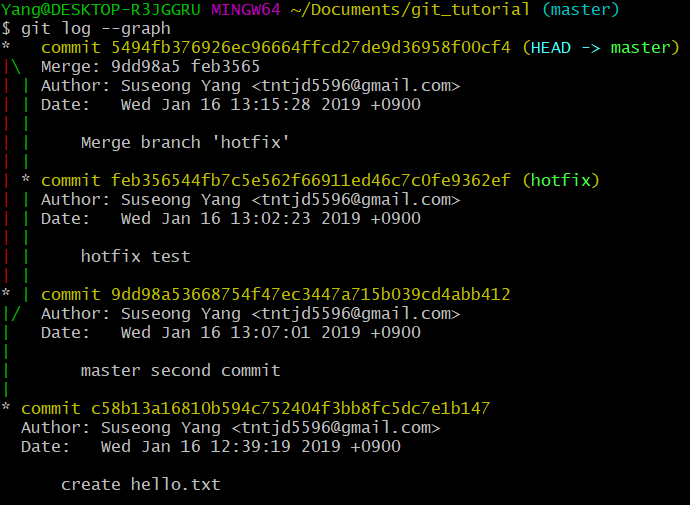 Yang@DESKTOP-R3JGGRU MINGW64 ~/Documents/git_tutorial (master)
$ git log --graph
*   commit 5494fb376926ec96664ffcd27de9d36958f00cf4 (HEAD -> master)
|\  Merge: 9dd98a5 feb3565
| | Author: Suseong Yang <tntjd5596@gmail.com>
| | Date:   Wed Jan 16 13:15:28 2019 +0900
| |
| |     Merge branch 'hotfix'
| |
| * commit feb356544fb7c5e562f66911ed46c7c0fe9362ef (hotfix)
| | Author: Suseong Yang <tntjd5596@gmail.com>
| | Date:   Wed Jan 16 13:02:23 2019 +0900
| |
| |     hotfix test
| |
* | commit 9dd98a53668754f47ec3447a715b039cd4abb412
|/  Author: Suseong Yang <tntjd5596@gmail.com>
|   Date:   Wed Jan 16 13:07:01 2019 +0900
|
|       master second commit
|
* commit c58b13a16810b594c752404f3bb8fc5dc7e1b147
  Author: Suseong Yang <tntjd5596@gmail.com>
  Date:   Wed Jan 16 12:39:19 2019 +0900

      create hello.txt